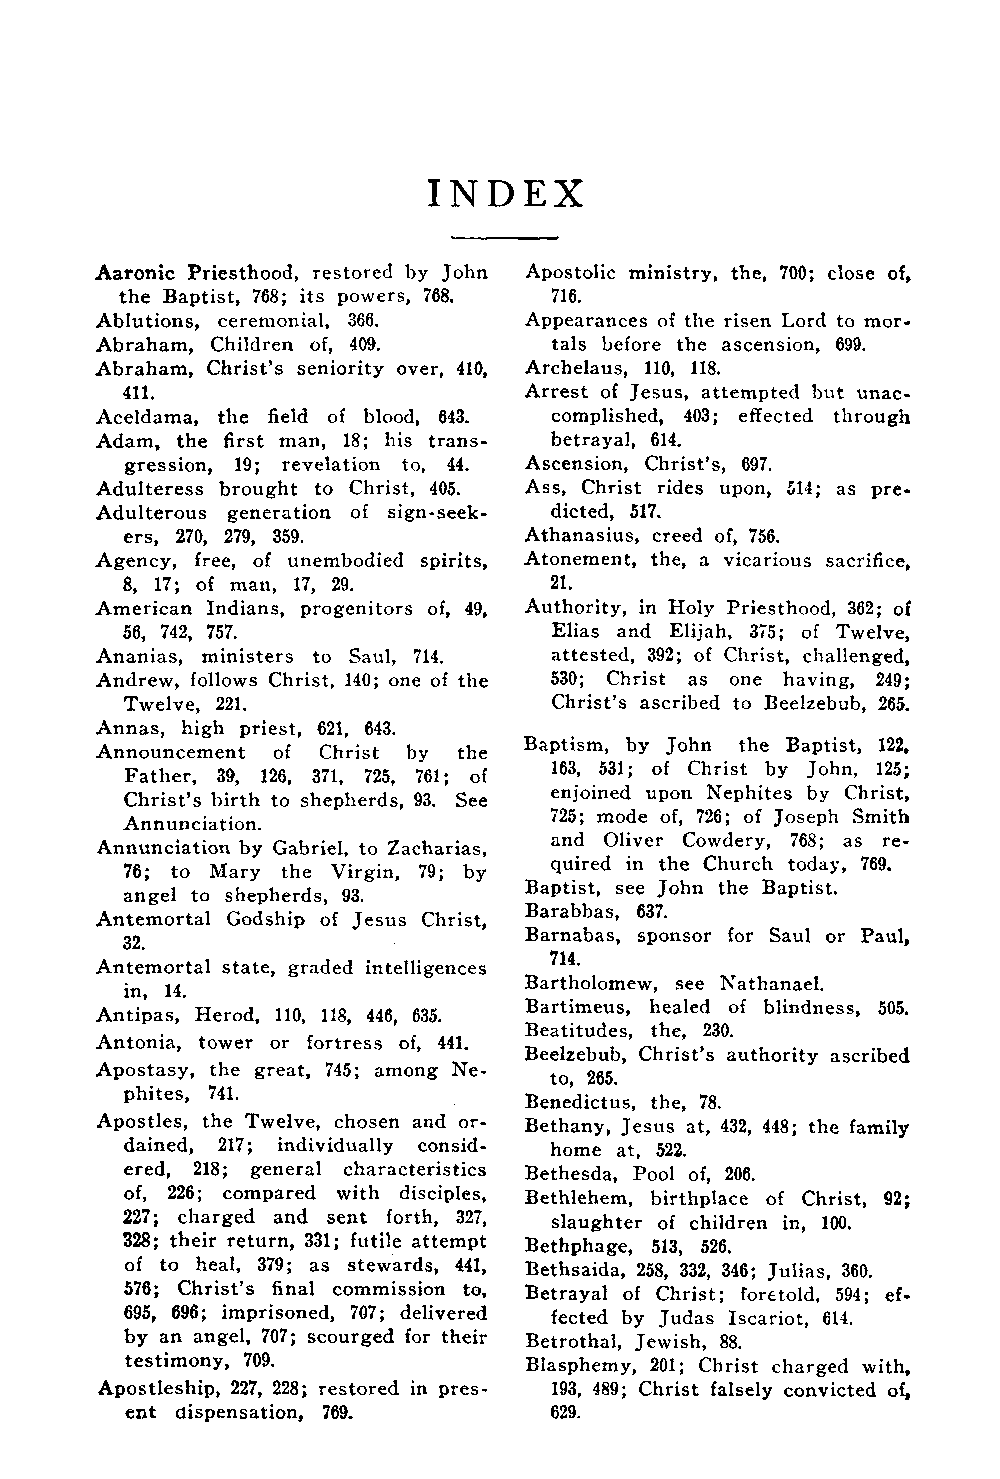 INDEX
Aaronic Priesthood, restored by John
the Baptist, 768; its powers, 768.
Ablutions, ceremonial, 366.
Abraham, Children of, 409.
Abraham, Christ's seniority over, 410,
411.
Aceldama, the field of blood, 643.
Adam, the first man, 18; his trans-
gression, 19; revelation to, 44.
Adulteress brought to Christ, 405.
Adulterous generation of sign-seek-
ers, 270, 279, 359.
Agency, free, of unembodied spirits,
8, 17; of man, 17, 29.
American Indians, progenitors of, 49,
56, 742, 757.
Ananias, ministers to Saul, 714.
Andrew, follows Christ, 140; one of the
Twelve, 221.
Annas, high priest, 621, 643.
Announcement of Christ by the
Father, 39, 126, 371, 725, 761; of
Christ's birth to shepherds, 93. See
Annunciation.
Annunciation by Gabriel, to Zacharias,
76; to Mary the Virgin, 79; by
angel to shepherds, 93.
Antemortal Godship of Jesus Christ,
32.
Antemortal state, graded intelligences
in, 14.
Antipas, Herod, 110, 118, 446, 635.
Antonia, tower or fortress of, 441.
Apostasy, the great, 745; among Ne-
phites, 741.
Apostles, the Twelve, chosen and or-
dained, 217; individually consid-
ered, 218; general characteristics
of, 226; compared with disciples,
227; charged and sent forth, 327,
328; their return, 331; futile attempt
of to heal, 379; as stewards, 441,
576; Christ's final commission to,
695, 696; imprisoned, 707; delivered
by an angel, 707; scourged for their
testimony, 709.
Apostleship, 227, 228; restored in pres-
ent dispensation, 769.
Apostolic ministry, the, 700; close of,
716.
Appearances of the risen Lord to mor-
tals before the ascension, 699.
Archelaus, 110, 118.
Arrest of Jesus, attempted but unac-
complished, 403; effected through
betrayal, 614.
Ascension, Christ's, 697.
Ass, Christ rides upon, 514; as pre-
dicted, 517.
Athanasius, creed of, 756.
Atonement, the, a vicarious sacrifice,
21.
Authority, in Holy Priesthood, 362; of
Elias and Elijah, 375; of Twelve,
attested, 392; of Christ, challenged,
530; Christ as one having, 249;
Christ's ascribed to Beelzebub, 265.
Baptism, by John the Baptist, 122,
163, 531; of Christ by John, 125;
enjoined upon Nephites by Christ,
725; mode of, 726; of Joseph Smith
and Oliver Cowdery, 768; as re-
quired in the Church today, 769.
Baptist, see John the Baptist.
Barabbas, 637.
Barnabas, sponsor for Saul or Paul,
714.
Bartholomew, see Nathanael.
Bartimeus, healed of blindness, 505.
Beatitudes, the, 230.
Beelzebub, Christ's authority ascribed
to, 265.
Benedictus, the, 78.
Bethany, Jesus at, 432, 448; the family
home at, 522.
Bethesda, Pool of, 206.
Bethlehem, birthplace of Christ, 92;
slaughter of children in, 100.
Bethphage, 513, 526.
Bethsaida, 258, 332, 346; Julias, 360.
Betrayal of Christ; foretold, 594; ef-
fected by Judas Iscariot, 614.
Betrothal, Jewish, 88.
Blasphemy, 201; Christ charged with,
193, 489; Christ falsely convicted of,
629.